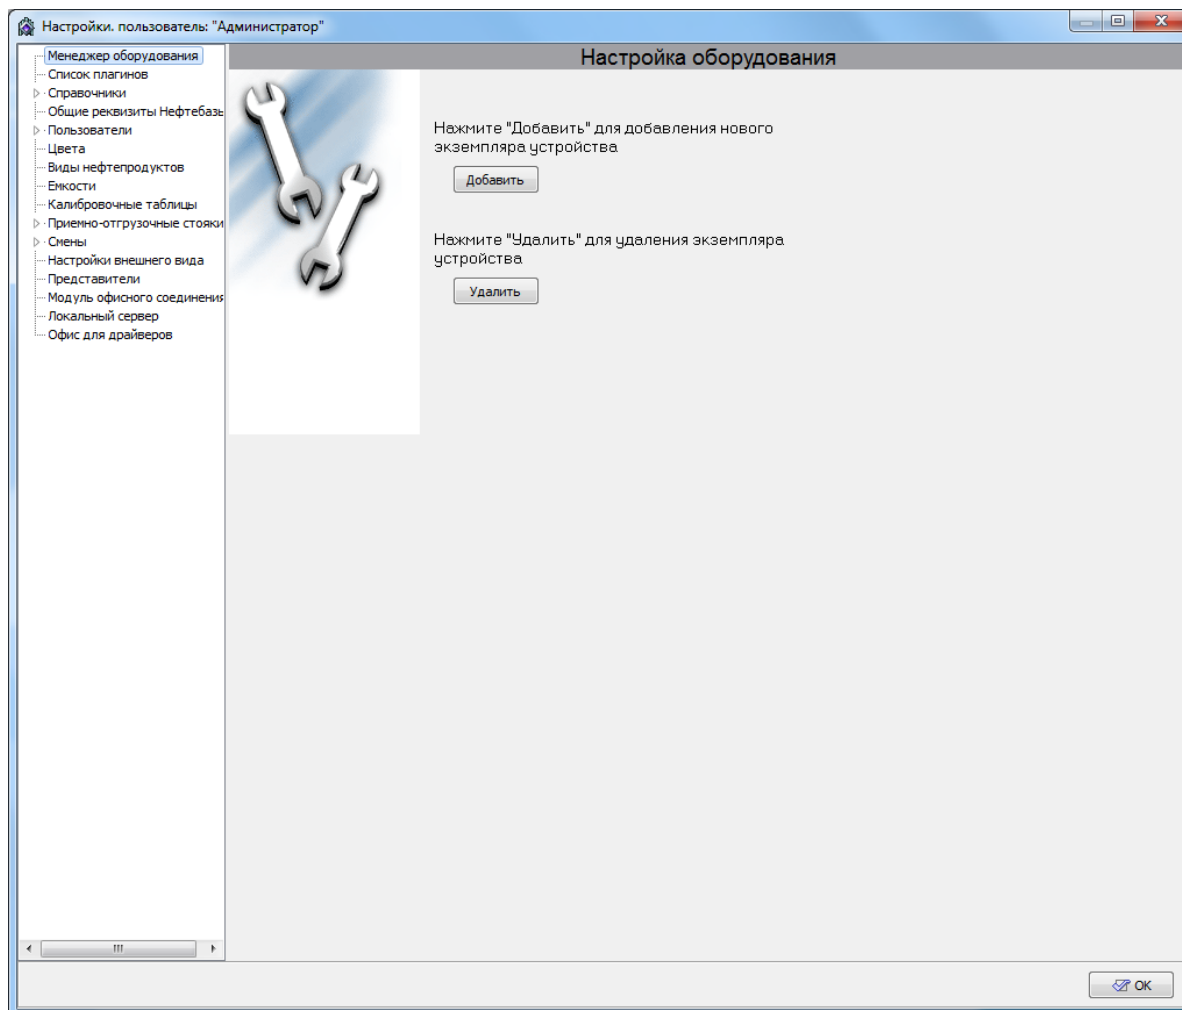 Настройки. пользователь: "Администратор"
Менеджер оборудования
Список плагинов
Справочники
Общие реквизиты Нефтебазь
Пользователи
Цвета
Виды нефтепродуктов
Емкости
Калибровочные таблицы
Приемно-отгрузочные стояки
Смены
Настройки внешнего вида
Представители
Модуль офисного соединения
Локальный сервер
Офис для драйверов
Настройка оборудования
Нажмите "Добавить" для добавления нового
экземпляра устройства
Добавить
Нажмите "Удалить" для удаления экземпляра
устройства
Удалить
OK